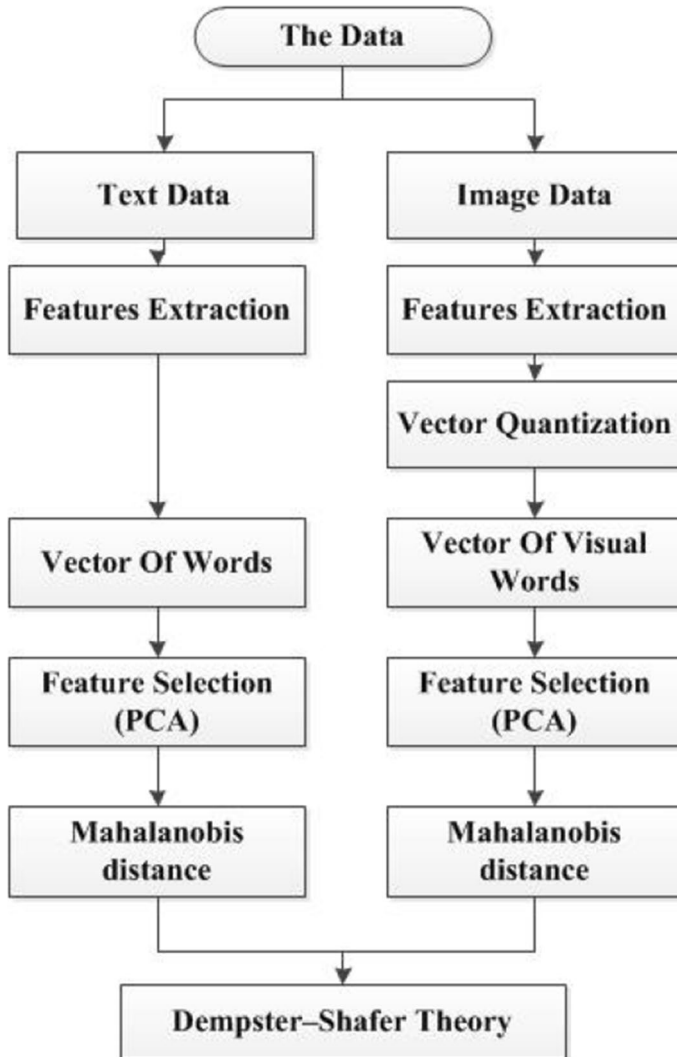 The Data
Text Data
Image Data
Features Extraction
Features Extraction
Vector Quantization
Vector Of Words
Vector Of Visual
Words
Feature Selection
(PCA)
Feature Selection
(PCA)
Mahalanobis
distance
Mahalanobis
distance
Dempster–Shafer Theory